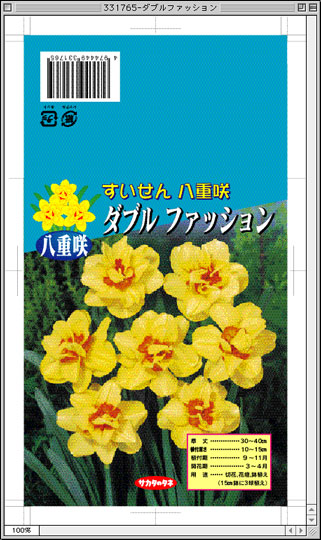 331765-ダブルファッション
4 974449 331765
すいせん 八重咲
ダブル ファッション
八重咲
草 丈 ……………… 30～40㎝
植付深さ ……………… 10～15㎝
植付期 ……………… 9～11月
開花期 ……………… 3～4月
用 途 …… 切花,花壇,鉢植え
(15㎝鉢に3球植え)
サカタのタネ
100%